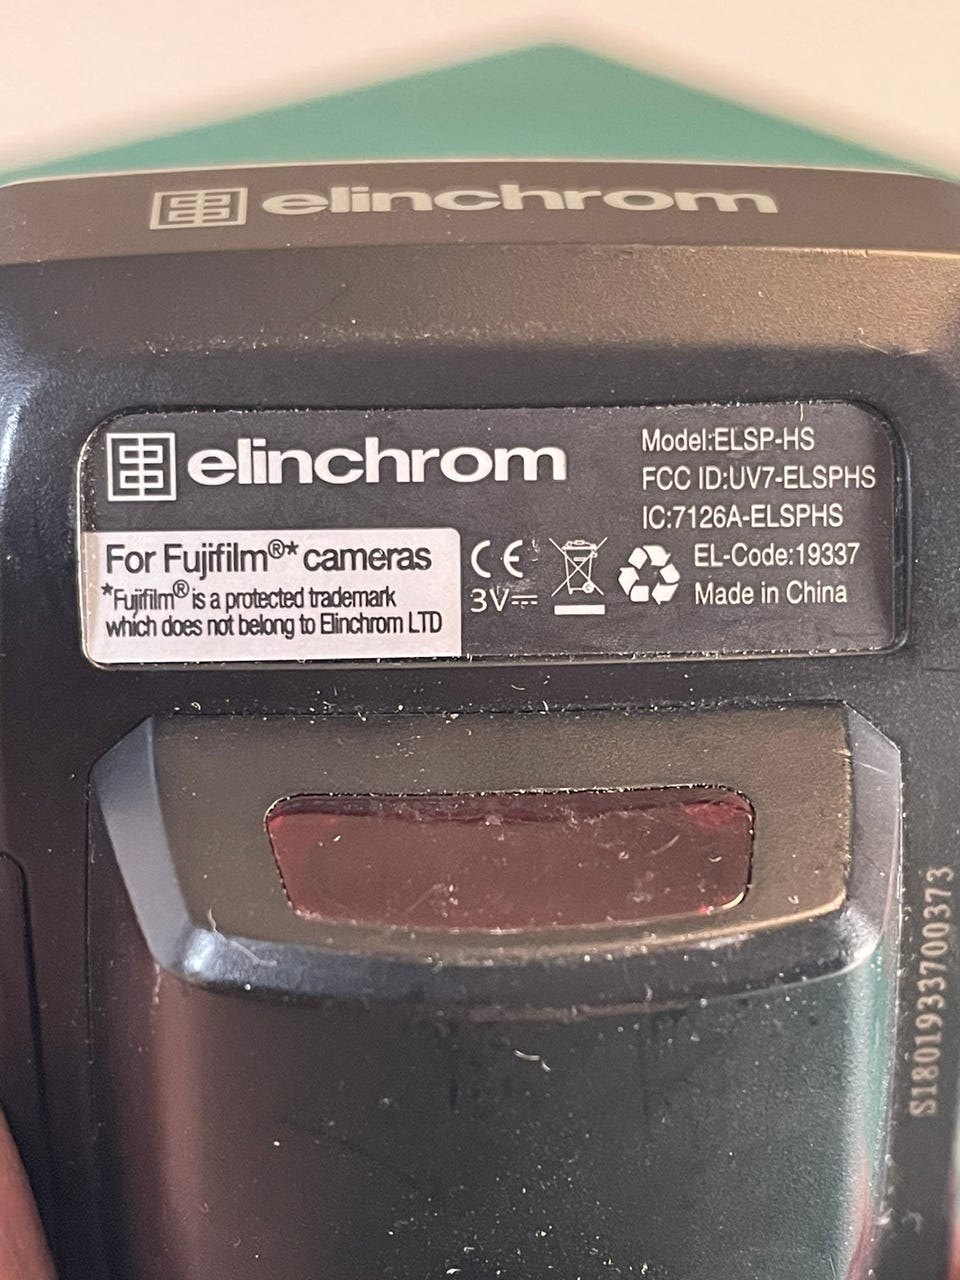 elinchrom
elinchrom
Model:ELSP-HS
FCC ID:UV7-ELSPHS
IC:7126A-ELSPHS
EL-Code:19337
Made in China
For Fujifilm®* cameras
*Fujifilm® is a protected trademark
which does not belong to Elinchrom LTD
CE
3V
S1801933700373